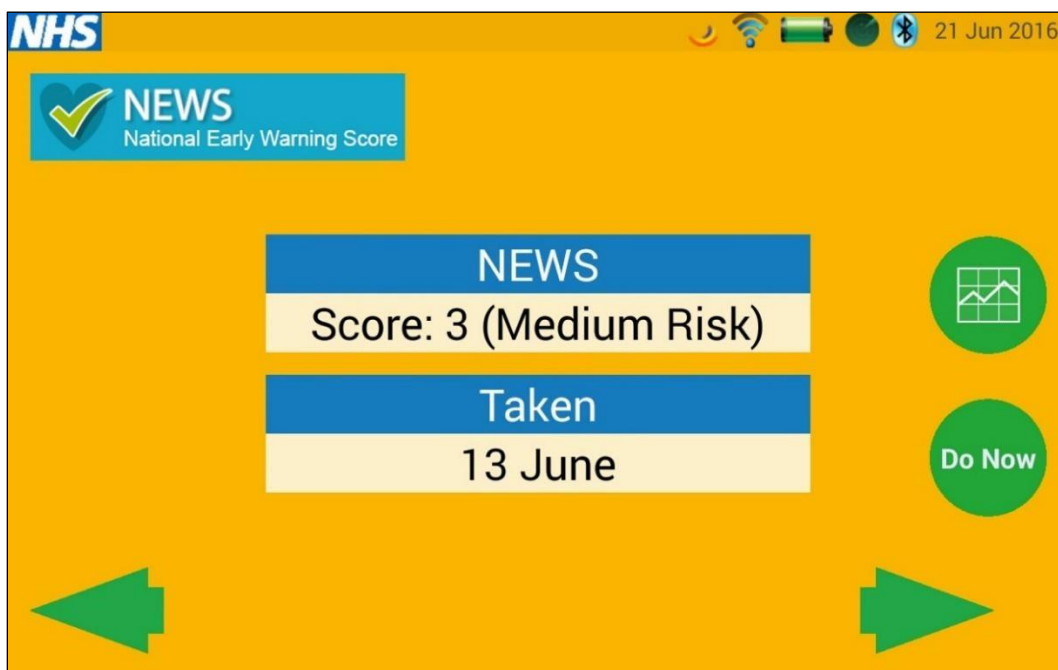 NHS
21 Jun 2016
NEWS
National Early Warning Score
NEWS
Score: 3 (Medium Risk)
Taken
13 June
Do Now